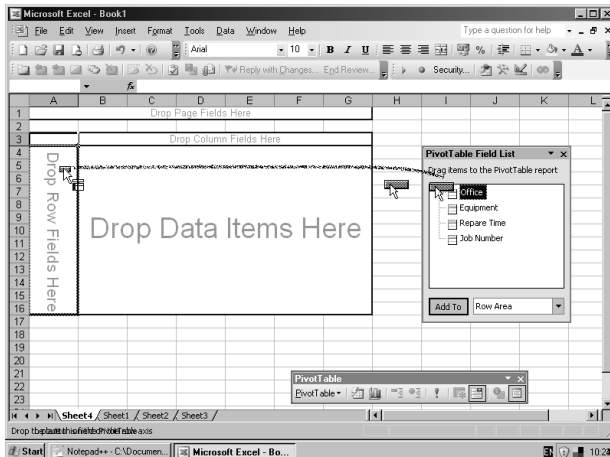 Microsoft Excel - Book1
File Edit View Insert Format Tools Data Window Help Type a question for help
Arial 10 B I U
Reply with Changes... End Review... Security...
fx
A B C D E F G H I J K L
1 Drop Page Fields Here
2
3 Drop Column Fields Here
4
5
6
7
8
9
10
11
12
13
14
15
16
17
18
19
20
21
22
23
Drop Row Fields Here
Drop Data Items Here
PivotTable Field List
Drag items to the PivotTable report
Office
Equipment
Repare Time
Job Number
Add To Row Area
PivotTable
PivotTable
Sheet4 Sheet1 Sheet2 Sheet3
Start Notepad++ - C:\Documen... Microsoft Excel - Bo... EN